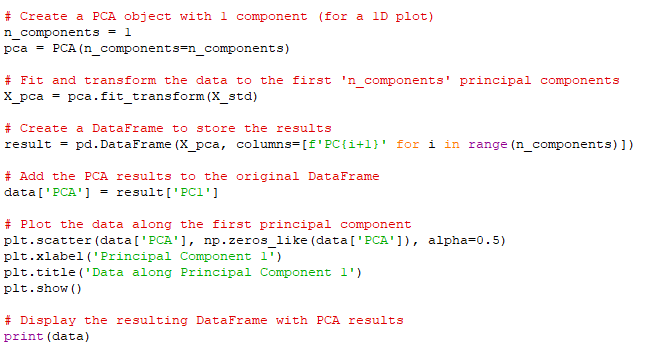 # Create a PCA object with 1 component (for a 1D plot)
n_components = 1
pca = PCA(n_components=n_components)
# Fit and transform the data to the first 'n_components' principal components
X_pca = pca.fit_transform(X_std)
# Create a DataFrame to store the results
result = pd.DataFrame(X_pca, columns=[f'PC{i+1}' for i in range(n_components)])
# Add the PCA results to the original DataFrame
data['PCA'] = result['PC1']
# Plot the data along the first principal component
plt.scatter(data['PCA'], np.zeros_like(data['PCA']), alpha=0.5)
plt.xlabel('Principal Component 1')
plt.title('Data along Principal Component 1')
plt.show()
# Display the resulting DataFrame with PCA results
print(data)